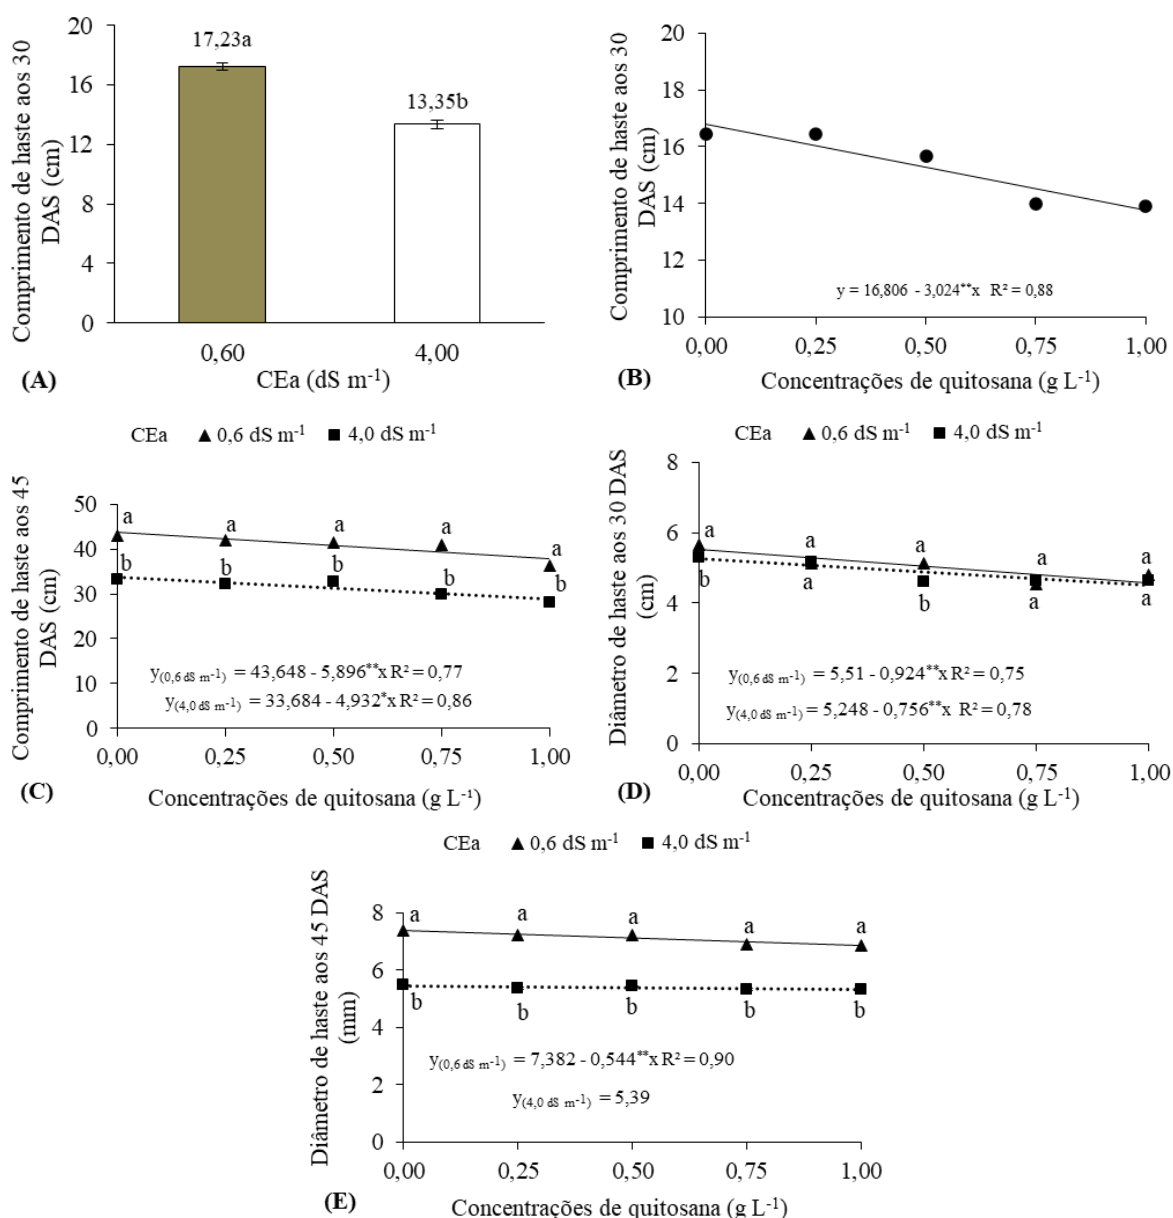 Comprimento de haste aos 30
DAS (cm)
20
16
12
8
4
0
17,23a
13,35b
0,60 4,00
CEa (dS m⁻¹)
(A)
Comprimento de haste aos 30
DAS (cm)
20
18
16
14
12
10
y = 16,806 - 3,024**x R² = 0,88
0,00 0,25 0,50 0,75 1,00
Concentrações de quitosana (g L⁻¹)
(B)
CEa ▲ 0,6 dS m⁻¹ ■ 4,0 dS m⁻¹
Comprimento de haste aos 45
DAS (cm)
50
40
30
20
10
0
a a a a a
b b b b b
y(0,6 dS m⁻¹) = 43,648 - 5,896**x R² = 0,77
y(4,0 dS m⁻¹) = 33,684 - 4,932*x R² = 0,86
0,00 0,25 0,50 0,75 1,00
Concentrações de quitosana (g L⁻¹)
(C)
CEa ▲ 0,6 dS m⁻¹ ■ 4,0 dS m⁻¹
Diâmetro de haste aos 30 DAS
(cm)
8
6
4
2
0
a a a a a
b a b a a
y(0,6 dS m⁻¹) = 5,51 - 0,924**x R² = 0,75
y(4,0 dS m⁻¹) = 5,248 - 0,756**x R² = 0,78
0,00 0,25 0,50 0,75 1,00
Concentrações de quitosana (g L⁻¹)
(D)
CEa ▲ 0,6 dS m⁻¹ ■ 4,0 dS m⁻¹
Diâmetro de haste aos 45 DAS
(mm)
8
6
4
2
0
a a a a a
b b b b b
y(0,6 dS m⁻¹) = 7,382 - 0,544**x R² = 0,90
y(4,0 dS m⁻¹) = 5,39
0,00 0,25 0,50 0,75 1,00
Concentrações de quitosana (g L⁻¹)
(E)